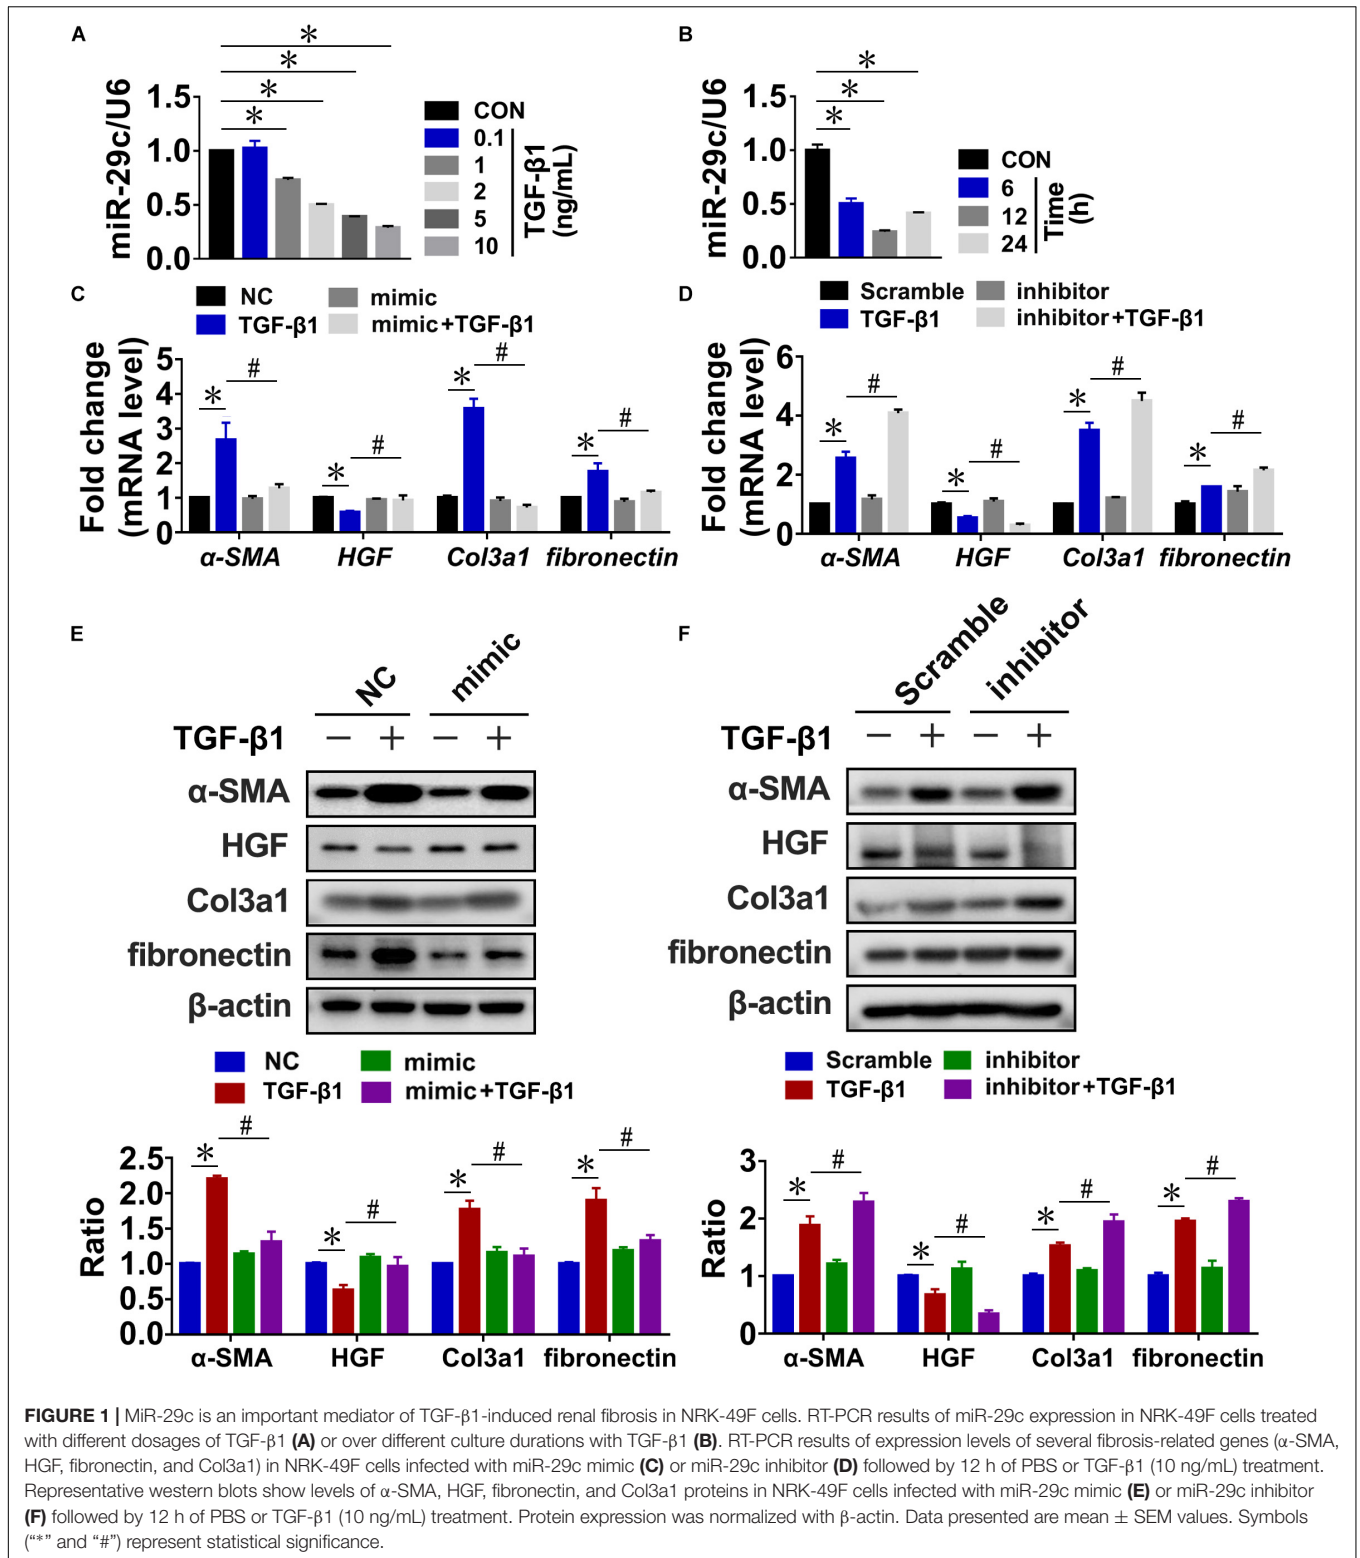 A
* * * *
miR-29c/U6
1.5
1.0
0.5
0.0
CON
0.1
1
2
5
10
TGF-β1
(ng/mL)
B
* * *
miR-29c/U6
1.5
1.0
0.5
0.0
CON
6
12
24
Time
(h)
C
NC
mimic
TGF-β1
mimic+TGF-β1
Fold change
(mRNA level)
5
4
3
2
1
0
* # * # * # * #
α-SMA HGF Col3a1 fibronectin
D
Scramble
inhibitor
TGF-β1
inhibitor+TGF-β1
Fold change
(mRNA level)
6
4
2
0
* # * # * # * #
α-SMA HGF Col3a1 fibronectin
E
NC mimic
TGF-β1 − + − +
α-SMA
HGF
Col3a1
fibronectin
β-actin
NC
mimic
TGF-β1
mimic+TGF-β1
Ratio
2.5
2.0
1.5
1.0
0.5
0.0
* # * # * # * #
α-SMA HGF Col3a1 fibronectin
F
Scramble inhibitor
TGF-β1 − + − +
α-SMA
HGF
Col3a1
fibronectin
β-actin
Scramble
inhibitor
TGF-β1
inhibitor+TGF-β1
Ratio
3
2
1
0
* # * # * # * #
α-SMA HGF Col3a1 fibronectin
FIGURE 1 | MiR-29c is an important mediator of TGF-β1-induced renal fibrosis in NRK-49F cells. RT-PCR results of miR-29c expression in NRK-49F cells treated
with different dosages of TGF-β1 (A) or over different culture durations with TGF-β1 (B). RT-PCR results of expression levels of several fibrosis-related genes (α-SMA,
HGF, fibronectin, and Col3a1) in NRK-49F cells infected with miR-29c mimic (C) or miR-29c inhibitor (D) followed by 12 h of PBS or TGF-β1 (10 ng/mL) treatment.
Representative western blots show levels of α-SMA, HGF, fibronectin, and Col3a1 proteins in NRK-49F cells infected with miR-29c mimic (E) or miR-29c inhibitor
(F) followed by 12 h of PBS or TGF-β1 (10 ng/mL) treatment. Protein expression was normalized with β-actin. Data presented are mean ± SEM values. Symbols
(“*” and “#”) represent statistical significance.